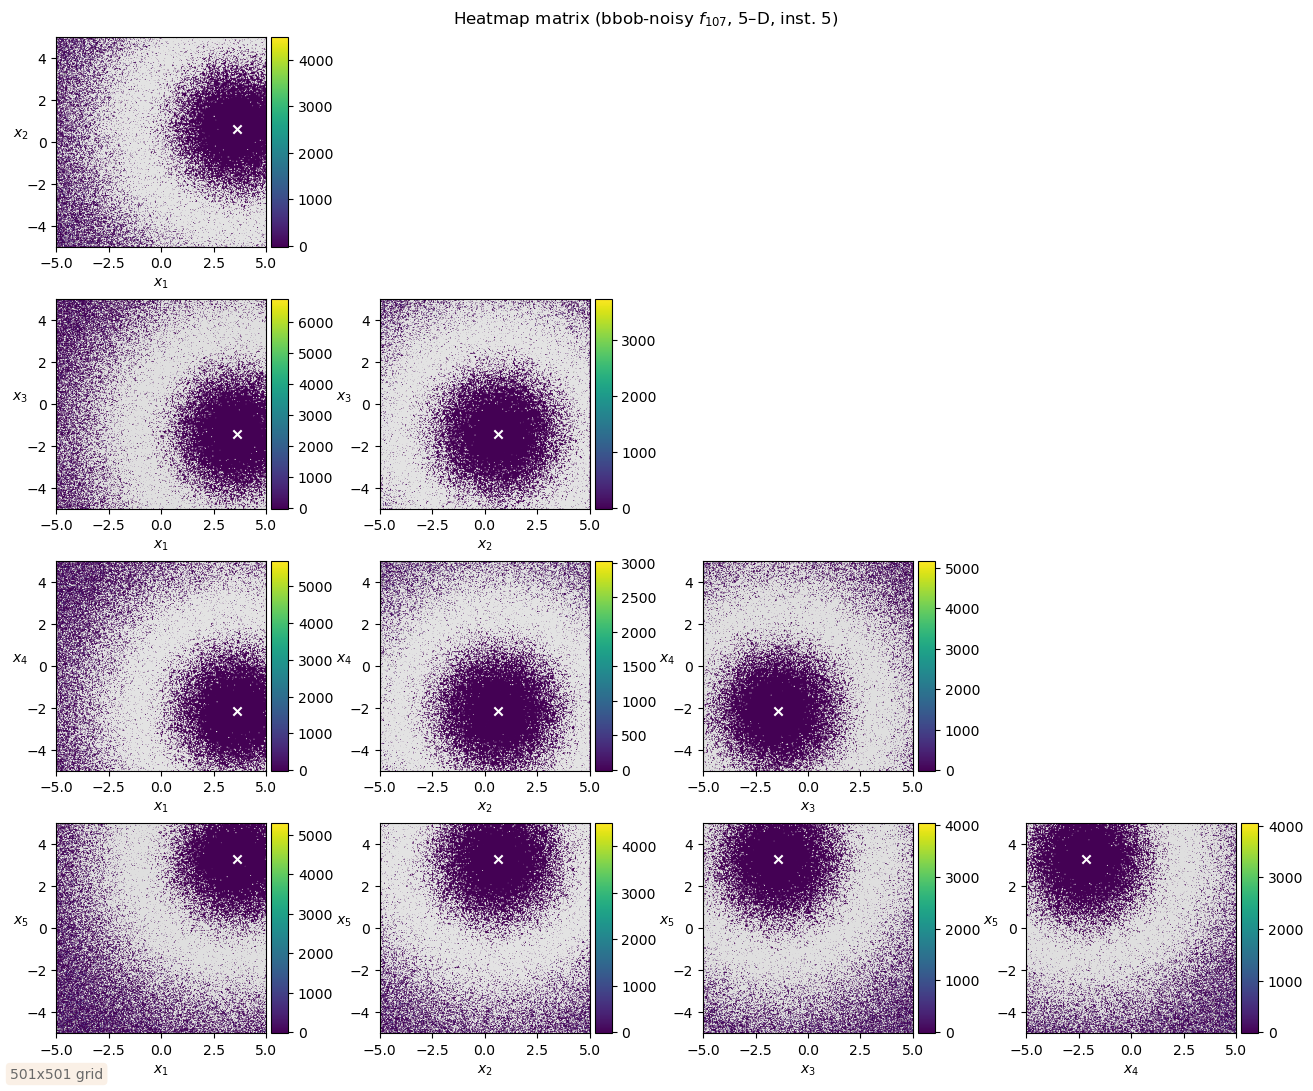 Heatmap matrix (bbob-noisy f107, 5–D, inst. 5)
4 2 0 −2 −4
x2
4000 3000 2000 1000 0
−5.0 −2.5 0.0 2.5 5.0
x1
4 2 0 −2 −4
x3
6000 5000 4000 3000 2000 1000 0
−5.0 −2.5 0.0 2.5 5.0
x1
4 2 0 −2 −4
x3
3000 2000 1000 0
−5.0 −2.5 0.0 2.5 5.0
x2
4 2 0 −2 −4
x4
5000 4000 3000 2000 1000 0
−5.0 −2.5 0.0 2.5 5.0
x1
4 2 0 −2 −4
x4
3000 2500 2000 1500 1000 500 0
−5.0 −2.5 0.0 2.5 5.0
x2
4 2 0 −2 −4
x4
5000 4000 3000 2000 1000 0
−5.0 −2.5 0.0 2.5 5.0
x3
4 2 0 −2 −4
x5
5000 4000 3000 2000 1000 0
−5.0 −2.5 0.0 2.5 5.0
x1
4 2 0 −2 −4
x5
4000 3000 2000 1000 0
−5.0 −2.5 0.0 2.5 5.0
x2
4 2 0 −2 −4
x5
4000 3000 2000 1000 0
−5.0 −2.5 0.0 2.5 5.0
x3
4 2 0 −2 −4
x5
4000 3000 2000 1000 0
−5.0 −2.5 0.0 2.5 5.0
x4
501x501 grid